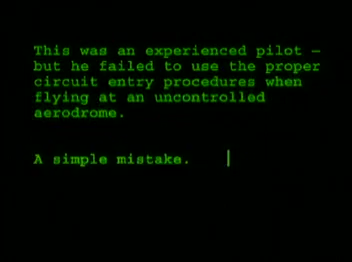 This was an experienced pilot –
but he failed to use the proper
circuit entry procedures when
flying at an uncontrolled
aerodrome.
A simple mistake.